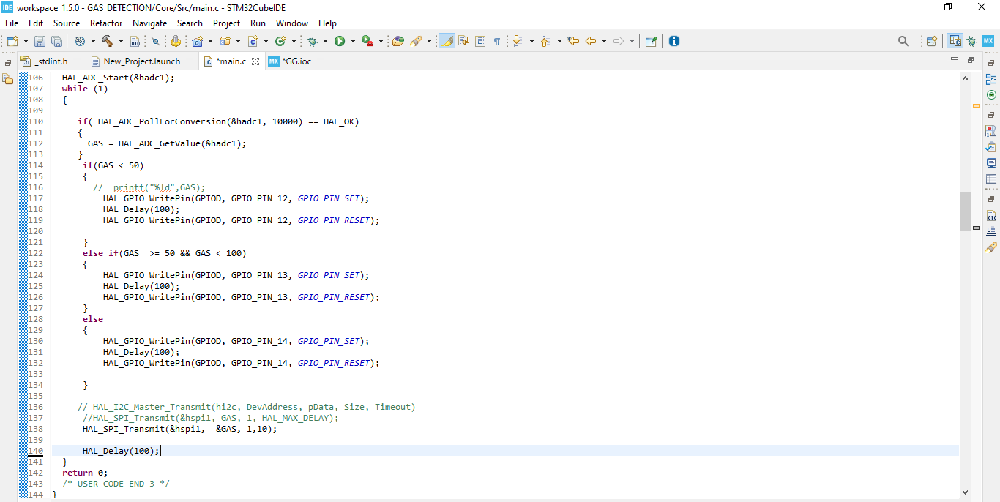 IDE workspace_1.5.0 - GAS_DETECTION/Core/Src/main.c - STM32CubeIDE
File Edit Source Refactor Navigate Search Project Run Window Help
_stdint.h New_Project.launch *main.c MX *GG.ioc
106 HAL_ADC_Start(&hadc1);
107 while (1)
108 {
109
110 if( HAL_ADC_PollForConversion(&hadc1, 10000) == HAL_OK)
111 {
112 GAS = HAL_ADC_GetValue(&hadc1);
113 }
114 if(GAS < 50)
115 {
116 // printf("%ld",GAS);
117 HAL_GPIO_WritePin(GPIOD, GPIO_PIN_12, GPIO_PIN_SET);
118 HAL_Delay(100);
119 HAL_GPIO_WritePin(GPIOD, GPIO_PIN_12, GPIO_PIN_RESET);
120
121 }
122 else if(GAS >= 50 && GAS < 100)
123 {
124 HAL_GPIO_WritePin(GPIOD, GPIO_PIN_13, GPIO_PIN_SET);
125 HAL_Delay(100);
126 HAL_GPIO_WritePin(GPIOD, GPIO_PIN_13, GPIO_PIN_RESET);
127 }
128 else
129 {
130 HAL_GPIO_WritePin(GPIOD, GPIO_PIN_14, GPIO_PIN_SET);
131 HAL_Delay(100);
132 HAL_GPIO_WritePin(GPIOD, GPIO_PIN_14, GPIO_PIN_RESET);
133
134 }
135
136 // HAL_I2C_Master_Transmit(hi2c, DevAddress, pData, Size, Timeout)
137 //HAL_SPI_Transmit(&hspi1, GAS, 1, HAL_MAX_DELAY);
138 HAL_SPI_Transmit(&hspi1, &GAS, 1,10);
139
140 HAL_Delay(100);
141 }
142 return 0;
143 /* USER CODE END 3 */
144 }